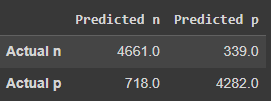 Predicted n Predicted p
Actual n 4661.0 339.0
Actual p 718.0 4282.0